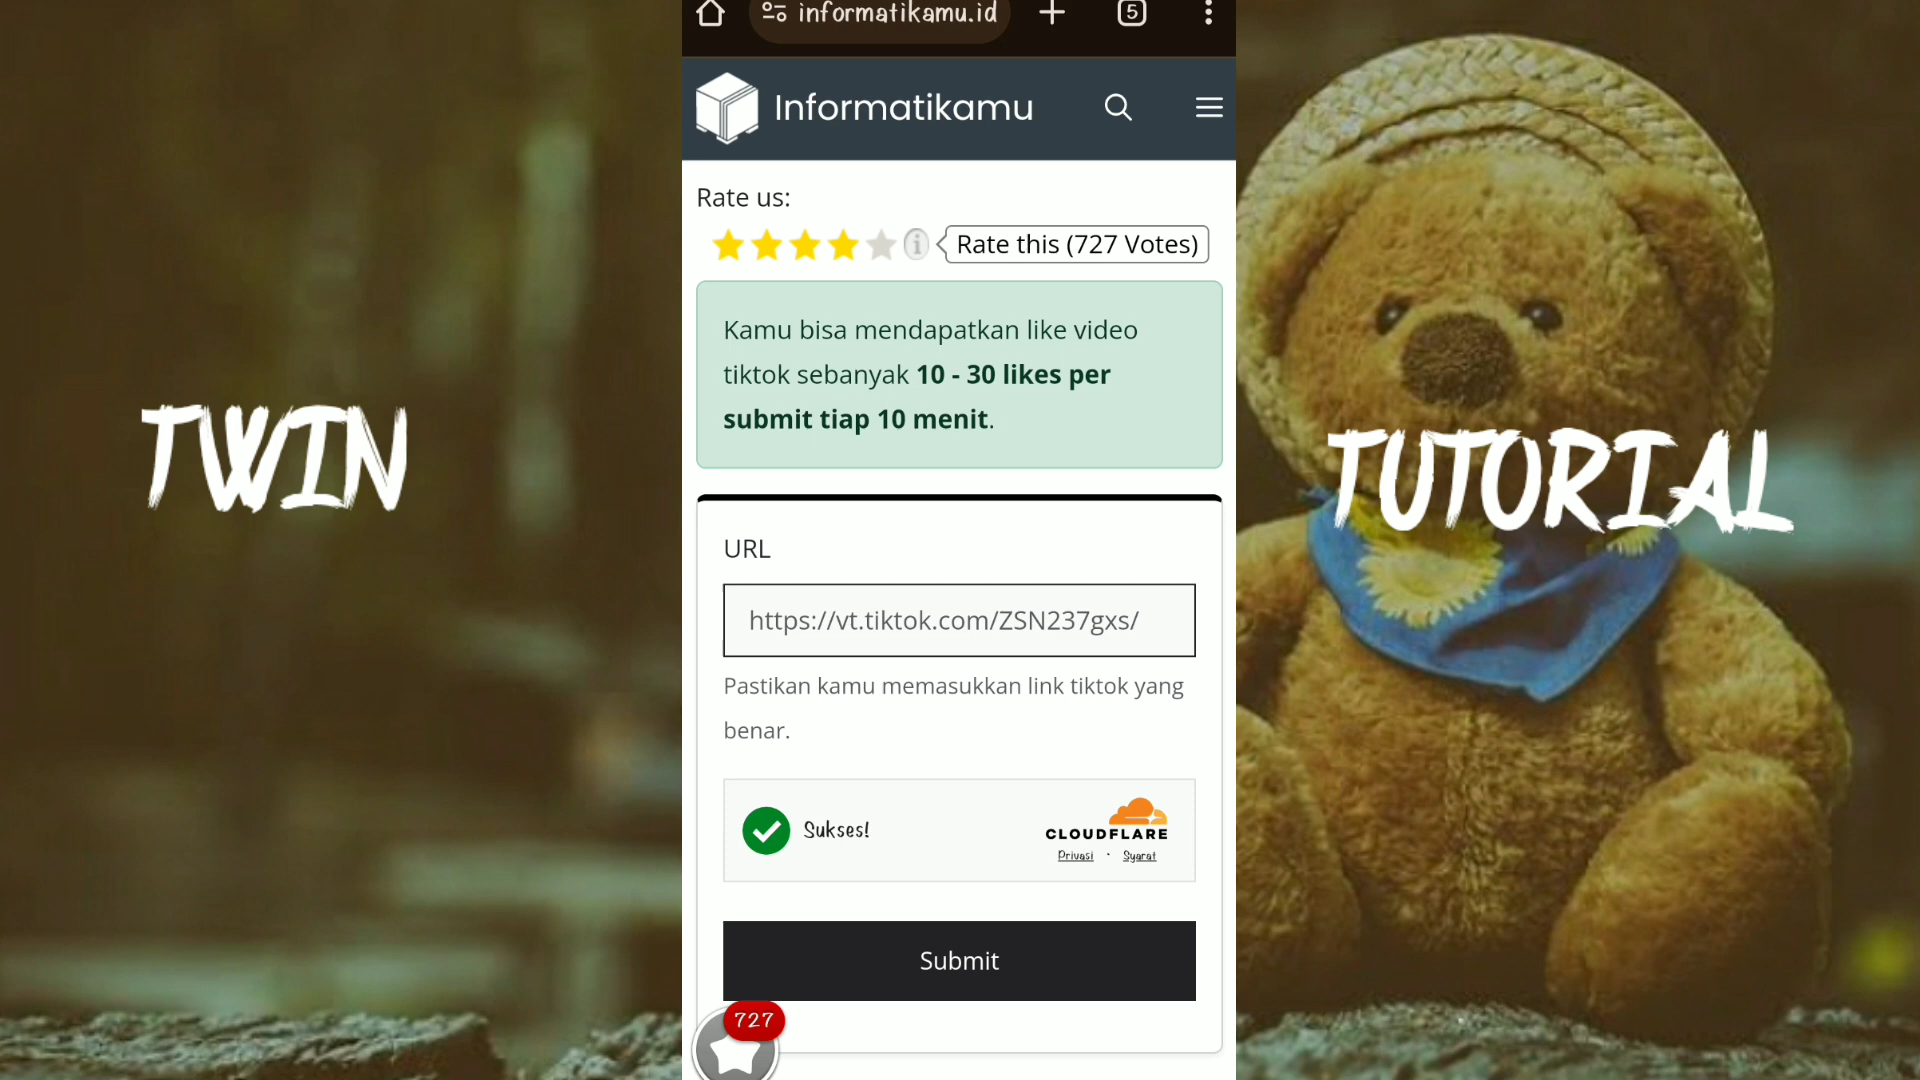 informatikamu.id
5
Informatikamu
Rate us:
Rate this (727 Votes)
Kamu bisa mendapatkan like video
tiktok sebanyak 10 - 30 likes per
submit tiap 10 menit.
TWIN
TUTORIAL
URL
https://vt.tiktok.com/ZSN237gxs/
Pastikan kamu memasukkan link tiktok yang
benar.
Sukses!
CLOUDFLARE
Privasi · Syarat
Submit
727